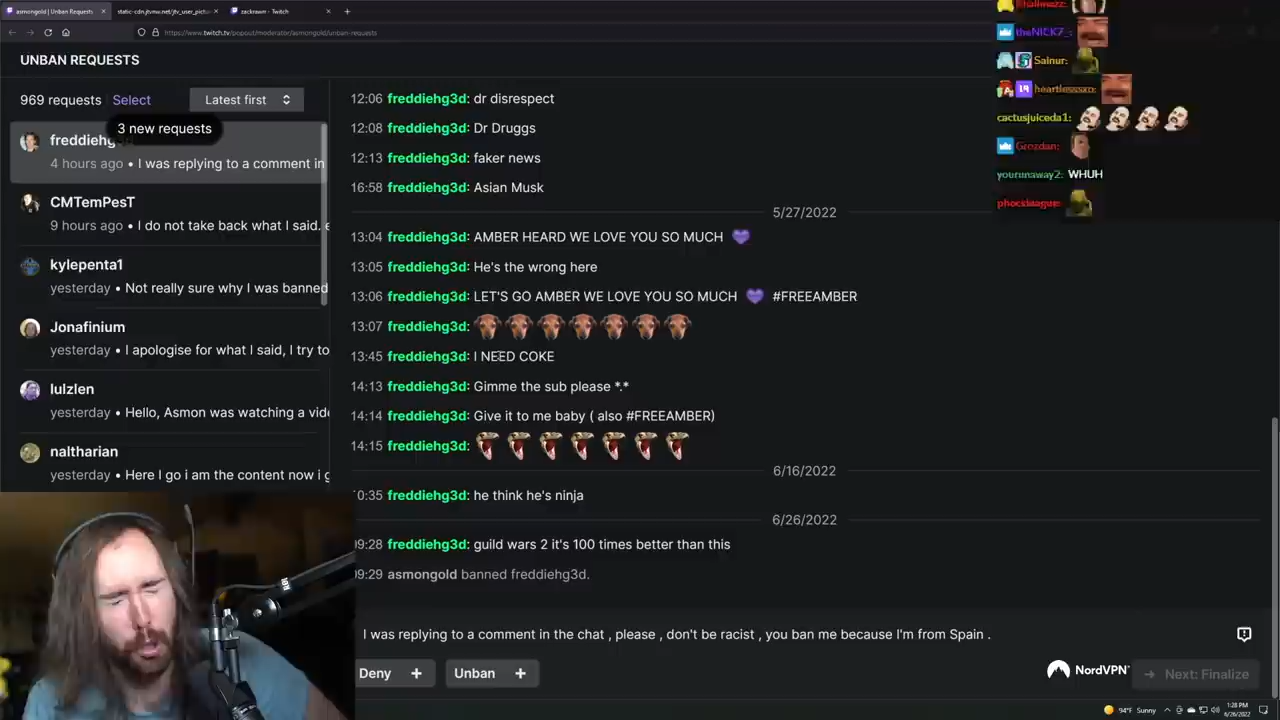 asmongold | Unban Requests
static-cdn.jtvnw.net/jtv_user_pictu
zackrawrr - Twitch
https://www.twitch.tv/popout/moderator/asmongold/unban-requests
UNBAN REQUESTS
969 requests Select Latest first
3 new requests
freddiehg
4 hours ago • I was replying to a comment in
CMTemPesT
9 hours ago • I do not take back what I said.
kylepenta1
yesterday • Not really sure why I was banned
Jonafinium
yesterday • I apologise for what I said, I try to
lulzlen
yesterday • Hello, Asmon was watching a vide
naltharian
yesterday • Here I go i am the content now i g
12:06 freddiehg3d: dr disrespect
12:08 freddiehg3d: Dr Druggs
12:13 freddiehg3d: faker news
16:58 freddiehg3d: Asian Musk
5/27/2022
13:04 freddiehg3d: AMBER HEARD WE LOVE YOU SO MUCH
13:05 freddiehg3d: He's the wrong here
13:06 freddiehg3d: LET'S GO AMBER WE LOVE YOU SO MUCH #FREEAMBER
13:07 freddiehg3d:
13:45 freddiehg3d: I NEED COKE
14:13 freddiehg3d: Gimme the sub please *.*
14:14 freddiehg3d: Give it to me baby ( also #FREEAMBER)
14:15 freddiehg3d:
6/16/2022
0:35 freddiehg3d: he think he's ninja
6/26/2022
09:28 freddiehg3d: guild wars 2 it's 100 times better than this
09:29 asmongold banned freddiehg3d.
I was replying to a comment in the chat , please , don't be racist , you ban me because I'm from Spain .
Deny + Unban +
NordVPN
Next: Finalize
theNICK7_:
Salnur:
cactusjuiceda1:
Grozdan:
yourunaway2: WHUH
94°F Sunny
1:28 PM
6/26/2022